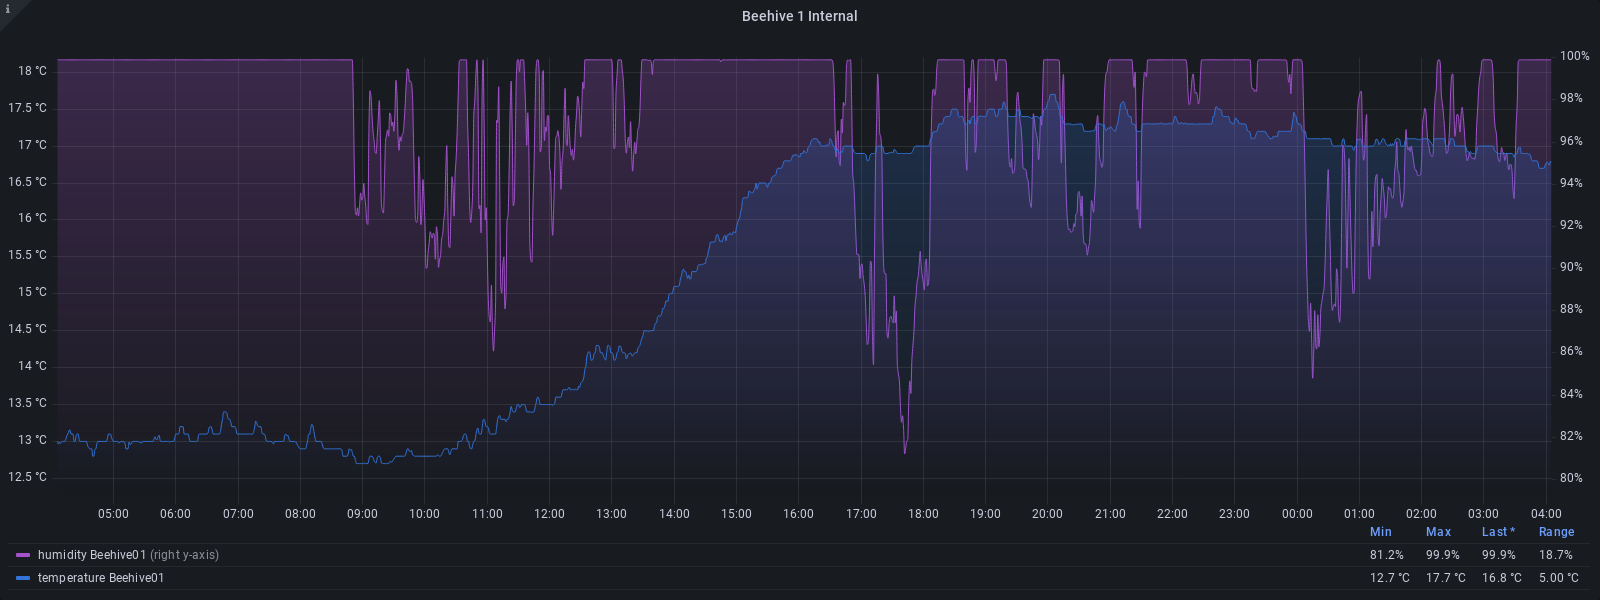 i
Beehive 1 Internal
18 °C
17.5 °C
17 °C
16.5 °C
16 °C
15.5 °C
15 °C
14.5 °C
14 °C
13.5 °C
13 °C
12.5 °C
100%
98%
96%
94%
92%
90%
88%
86%
84%
82%
80%
05:00 06:00 07:00 08:00 09:00 10:00 11:00 12:00 13:00 14:00 15:00 16:00 17:00 18:00 19:00 20:00 21:00 22:00 23:00 00:00 01:00 02:00 03:00 04:00
Min Max Last * Range
humidity Beehive01 (right y-axis) 81.2% 99.9% 99.9% 18.7%
temperature Beehive01 12.7 °C 17.7 °C 16.8 °C 5.00 °C